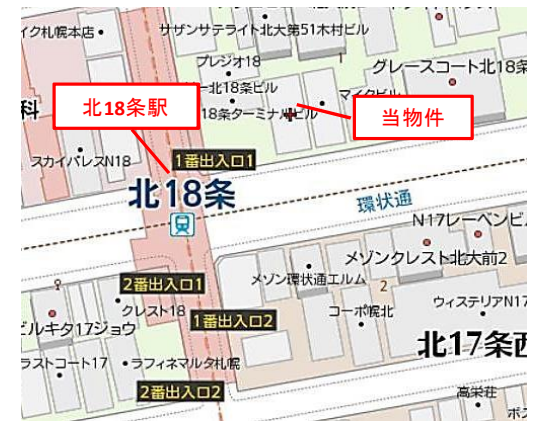 イク札幌本店
サザンサテライト北大第51木村ビル
プレジオ18
グレースコート北18条
北18条ビル
マイクビル
科
北18条駅
18条ターミナルビル
当物件
スカイパレスN18
1番出入口1
北18条
環状通
N17レーベンビ
メゾンクレスト北大前2
2番出入口1
メゾン環状通エルム
2
クレスト18
コーポ幌北
ウィステリアN17
ビルキタ17ジョウ
1番出入口2
北17条西
ラストコート17
ラフィネマルタ札幌
2番出入口2
高栄荘